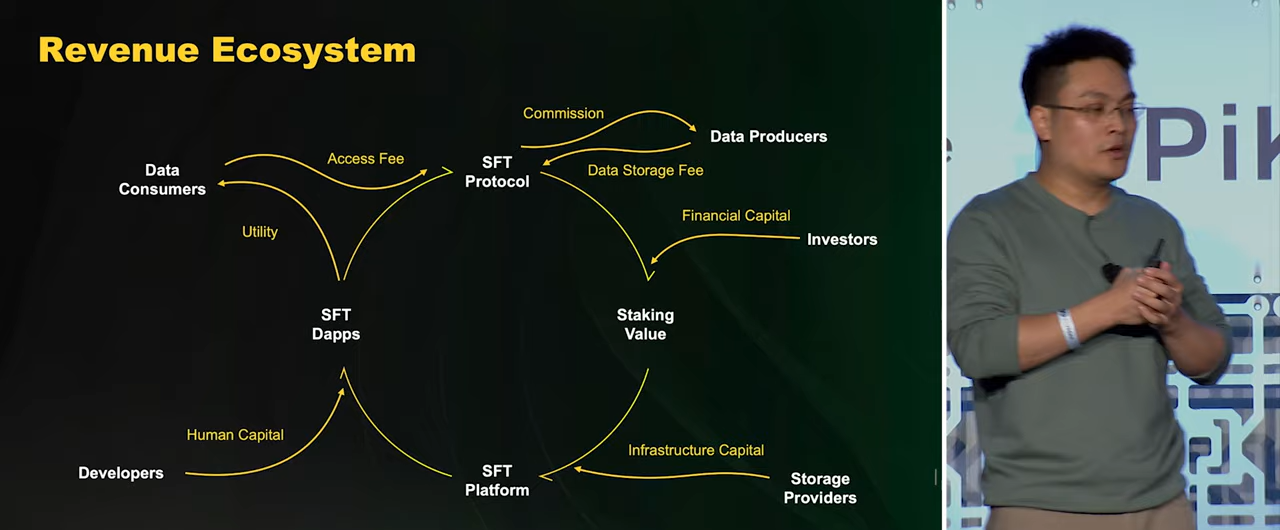 Revenue Ecosystem
Commission
Data Producers
Access Fee
SFT
Protocol
Data
Consumers
Data Storage Fee
Financial Capital
Utility
Investors
SFT
Dapps
Staking
Value
Human Capital
Infrastructure Capital
Developers
SFT
Platform
Storage
Providers